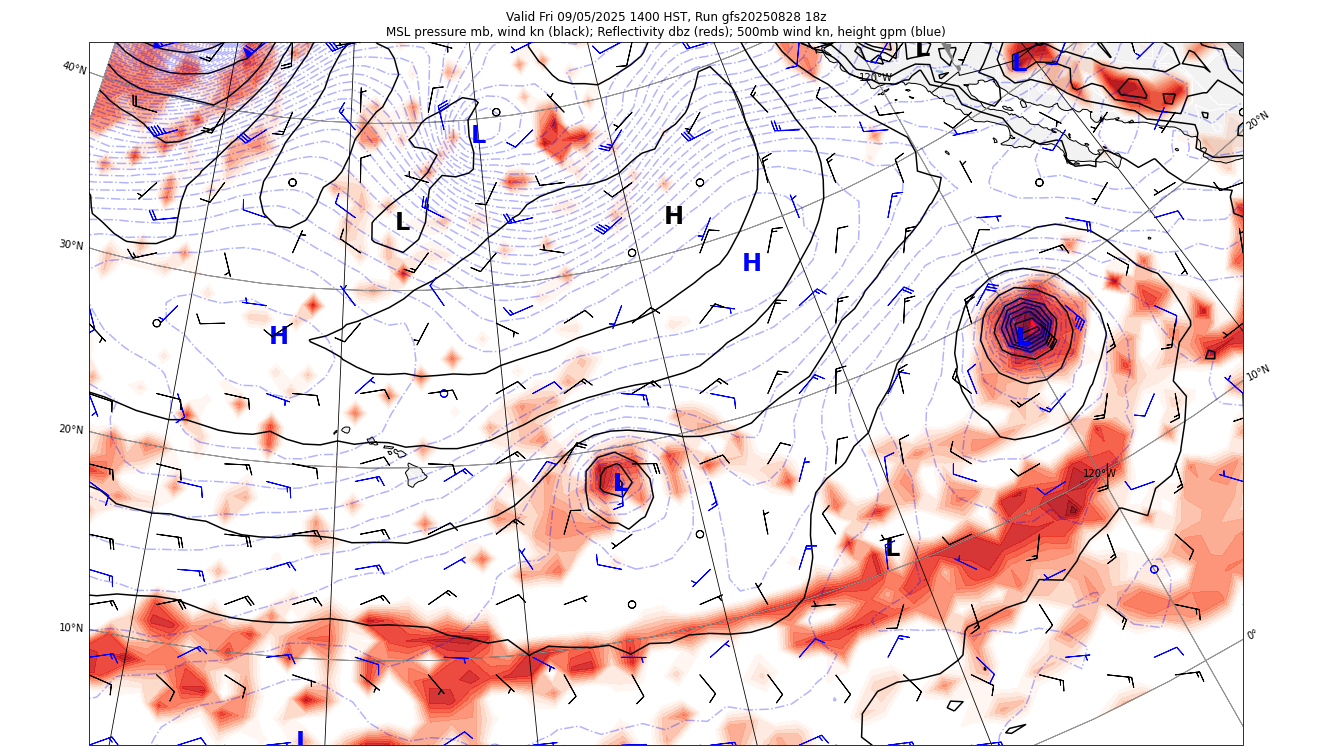 Valid Fri 09/05/2025 1400 HST, Run gfs20250828 18z
MSL pressure mb, wind kn (black); Reflectivity dbz (reds); 500mb wind kn, height gpm (blue)
L
L
40°N
120°W
20°N
L
L
H
30°N
H
H
L
10°N
20°N
120°W
L
L
10°N
0°
L